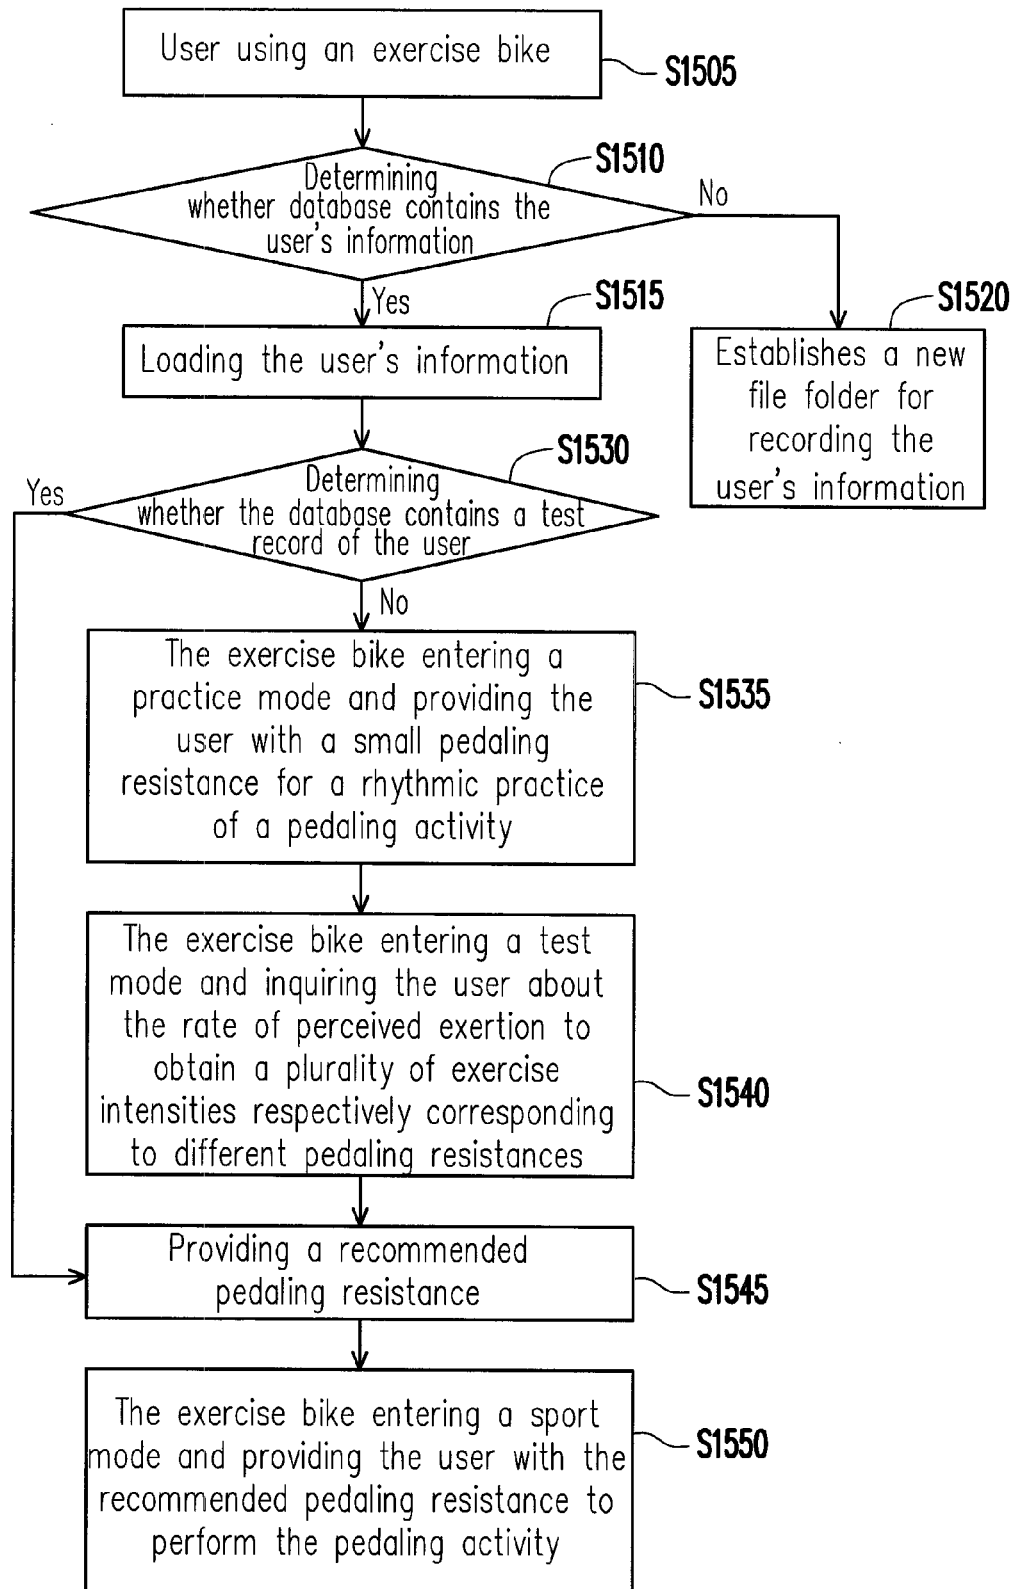 User using an exercise bike
S1505
S1510
Determining
whether database contains the
user's information
No
Yes
S1515
S1520
Loading the user's information
Establishes a new
file folder for
recording the
user's information
S1530
Yes
Determining
whether the database contains a test
record of the user
No
The exercise bike entering a
practice mode and providing the
user with a small pedaling
resistance for a rhythmic practice
of a pedaling activity
S1535
The exercise bike entering a test
mode and inquiring the user about
the rate of perceived exertion to
obtain a plurality of exercise
intensities respectively corresponding
to different pedaling resistances
S1540
Providing a recommended
pedaling resistance
S1545
The exercise bike entering a sport
mode and providing the user with the
recommended pedaling resistance to
perform the pedaling activity
S1550